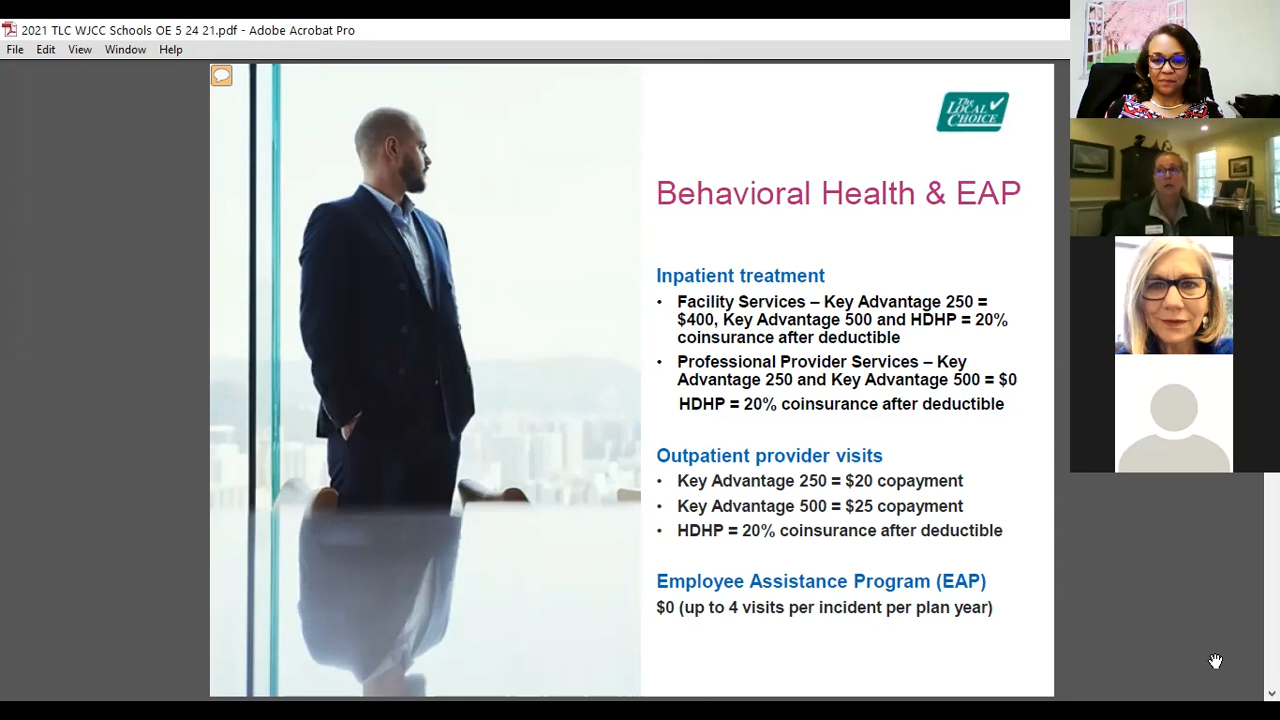 2021 TLC WJCC Schools OE 5 24 21.pdf - Adobe Acrobat Pro
File Edit View Window Help
The
LOCAL
CHOICE
Behavioral Health & EAP
Inpatient treatment
• Facility Services – Key Advantage 250 =
$400, Key Advantage 500 and HDHP = 20%
coinsurance after deductible
• Professional Provider Services – Key
Advantage 250 and Key Advantage 500 = $0
HDHP = 20% coinsurance after deductible
Outpatient provider visits
• Key Advantage 250 = $20 copayment
• Key Advantage 500 = $25 copayment
• HDHP = 20% coinsurance after deductible
Employee Assistance Program (EAP)
$0 (up to 4 visits per incident per plan year)